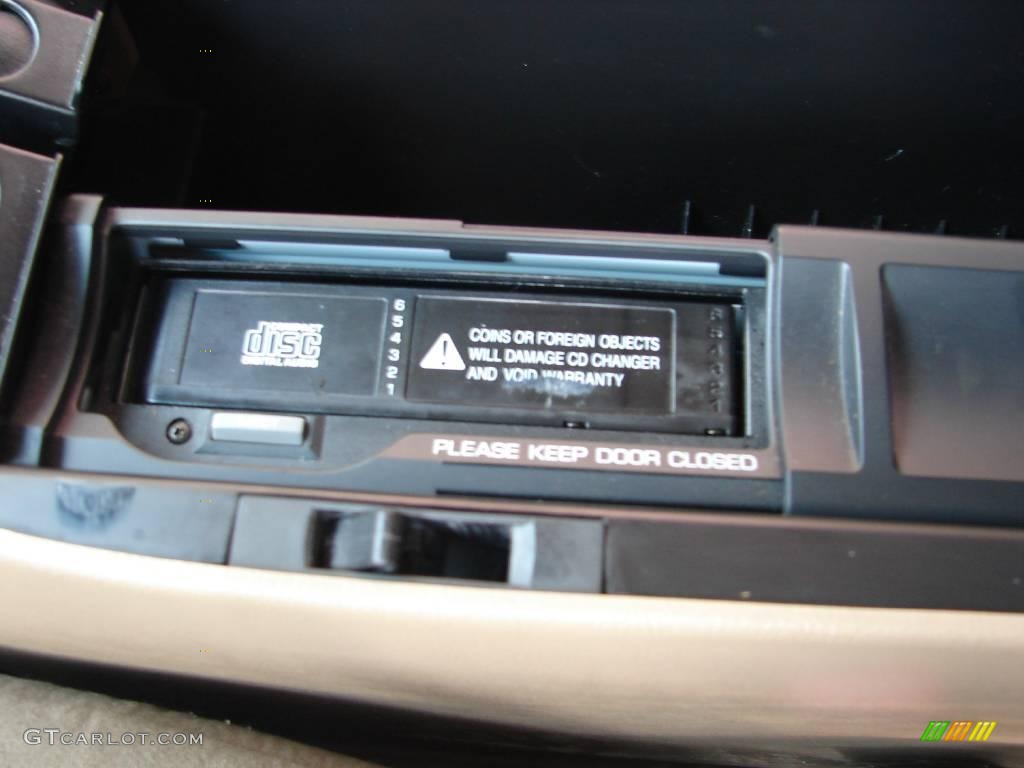 COMPACT
disc
DIGITAL AUDIO
6
5
4
3
2
1
COINS OR FOREIGN OBJECTS
WILL DAMAGE CD CHANGER
AND VOID WARRANTY
PLEASE KEEP DOOR CLOSED
GTCARLOT.COM